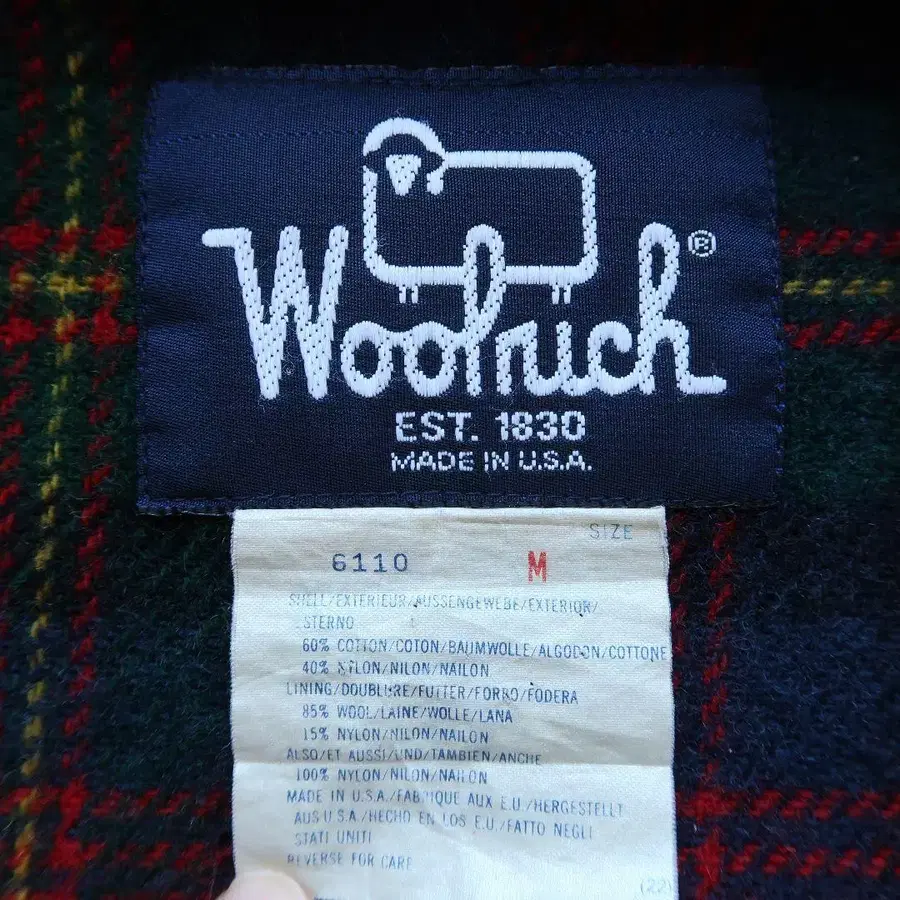 Woolrich®
EST. 1830
MADE IN U.S.A.
SIZE
6110 M
SHELL/EXTERIEUR/AUSSENGEWEBE/EXTERIOR/
STERNO
60% COTTON/COTON/BAUMWOLLE/ALGODON/COTTONE
40% NYLON/NILON/NAILON
LINING/DOUBLURE/FUTTER/FORRO/FODERA
85% WOOL/LAINE/WOLLE/LANA
15% NYLON/NILON/NAILON
ALSO/ET AUSSI/UND/TAMBIEN/ANCHE
100% NYLON/NILON/NAILON
MADE IN U.S.A./FABRIQUE AUX E.U./HERGESTELLT
AUS U S A./HECHO EN LOS E.U./FATTO NEGLI
STATI UNITI
REVERSE FOR CARE
(22)